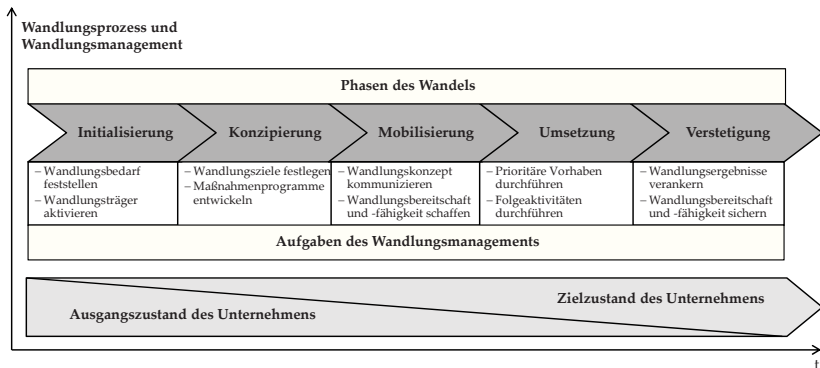 Wandlungsprozess und
Wandlungsmanagement
Phasen des Wandels
Initialisierung
Konzipierung
Mobilisierung
Umsetzung
Verstetigung
– Wandlungsbedarf
feststellen
– Wandlungsträger
aktivieren
– Wandlungsziele festlegen
– Maßnahmenprogramme
entwickeln
– Wandlungskonzept
kommunizieren
– Wandlungsbereitschaft
und -fähigkeit schaffen
– Prioritäre Vorhaben
durchführen
– Folgeaktivitäten
durchführen
– Wandlungsergebnisse
verankern
– Wandlungsbereitschaft
und -fähigkeit sichern
Aufgaben des Wandlungsmanagements
Zielzustand des Unternehmens
Ausgangszustand des Unternehmens
t